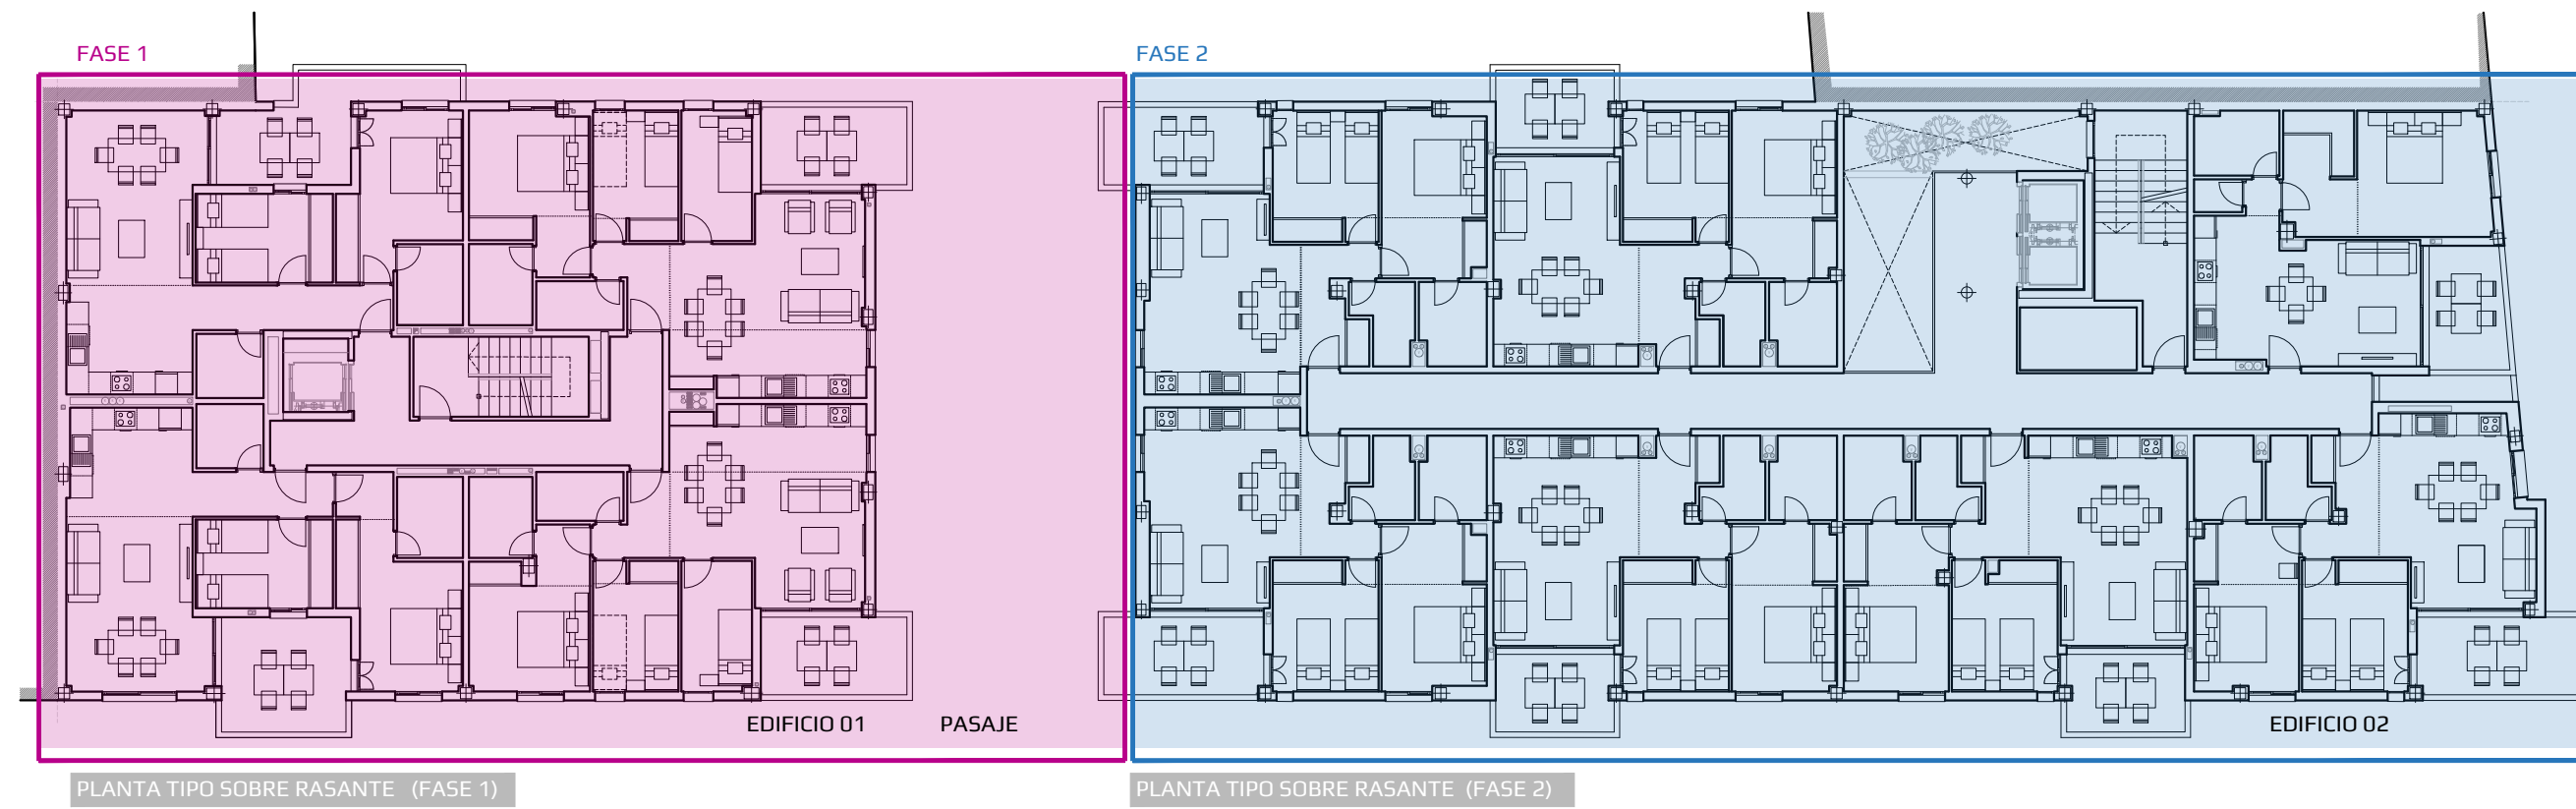 FASE 1
FASE 2
EDIFICIO 01
PASAJE
EDIFICIO 02
PLANTA TIPO SOBRE RASANTE (FASE 1)
PLANTA TIPO SOBRE RASANTE (FASE 2)